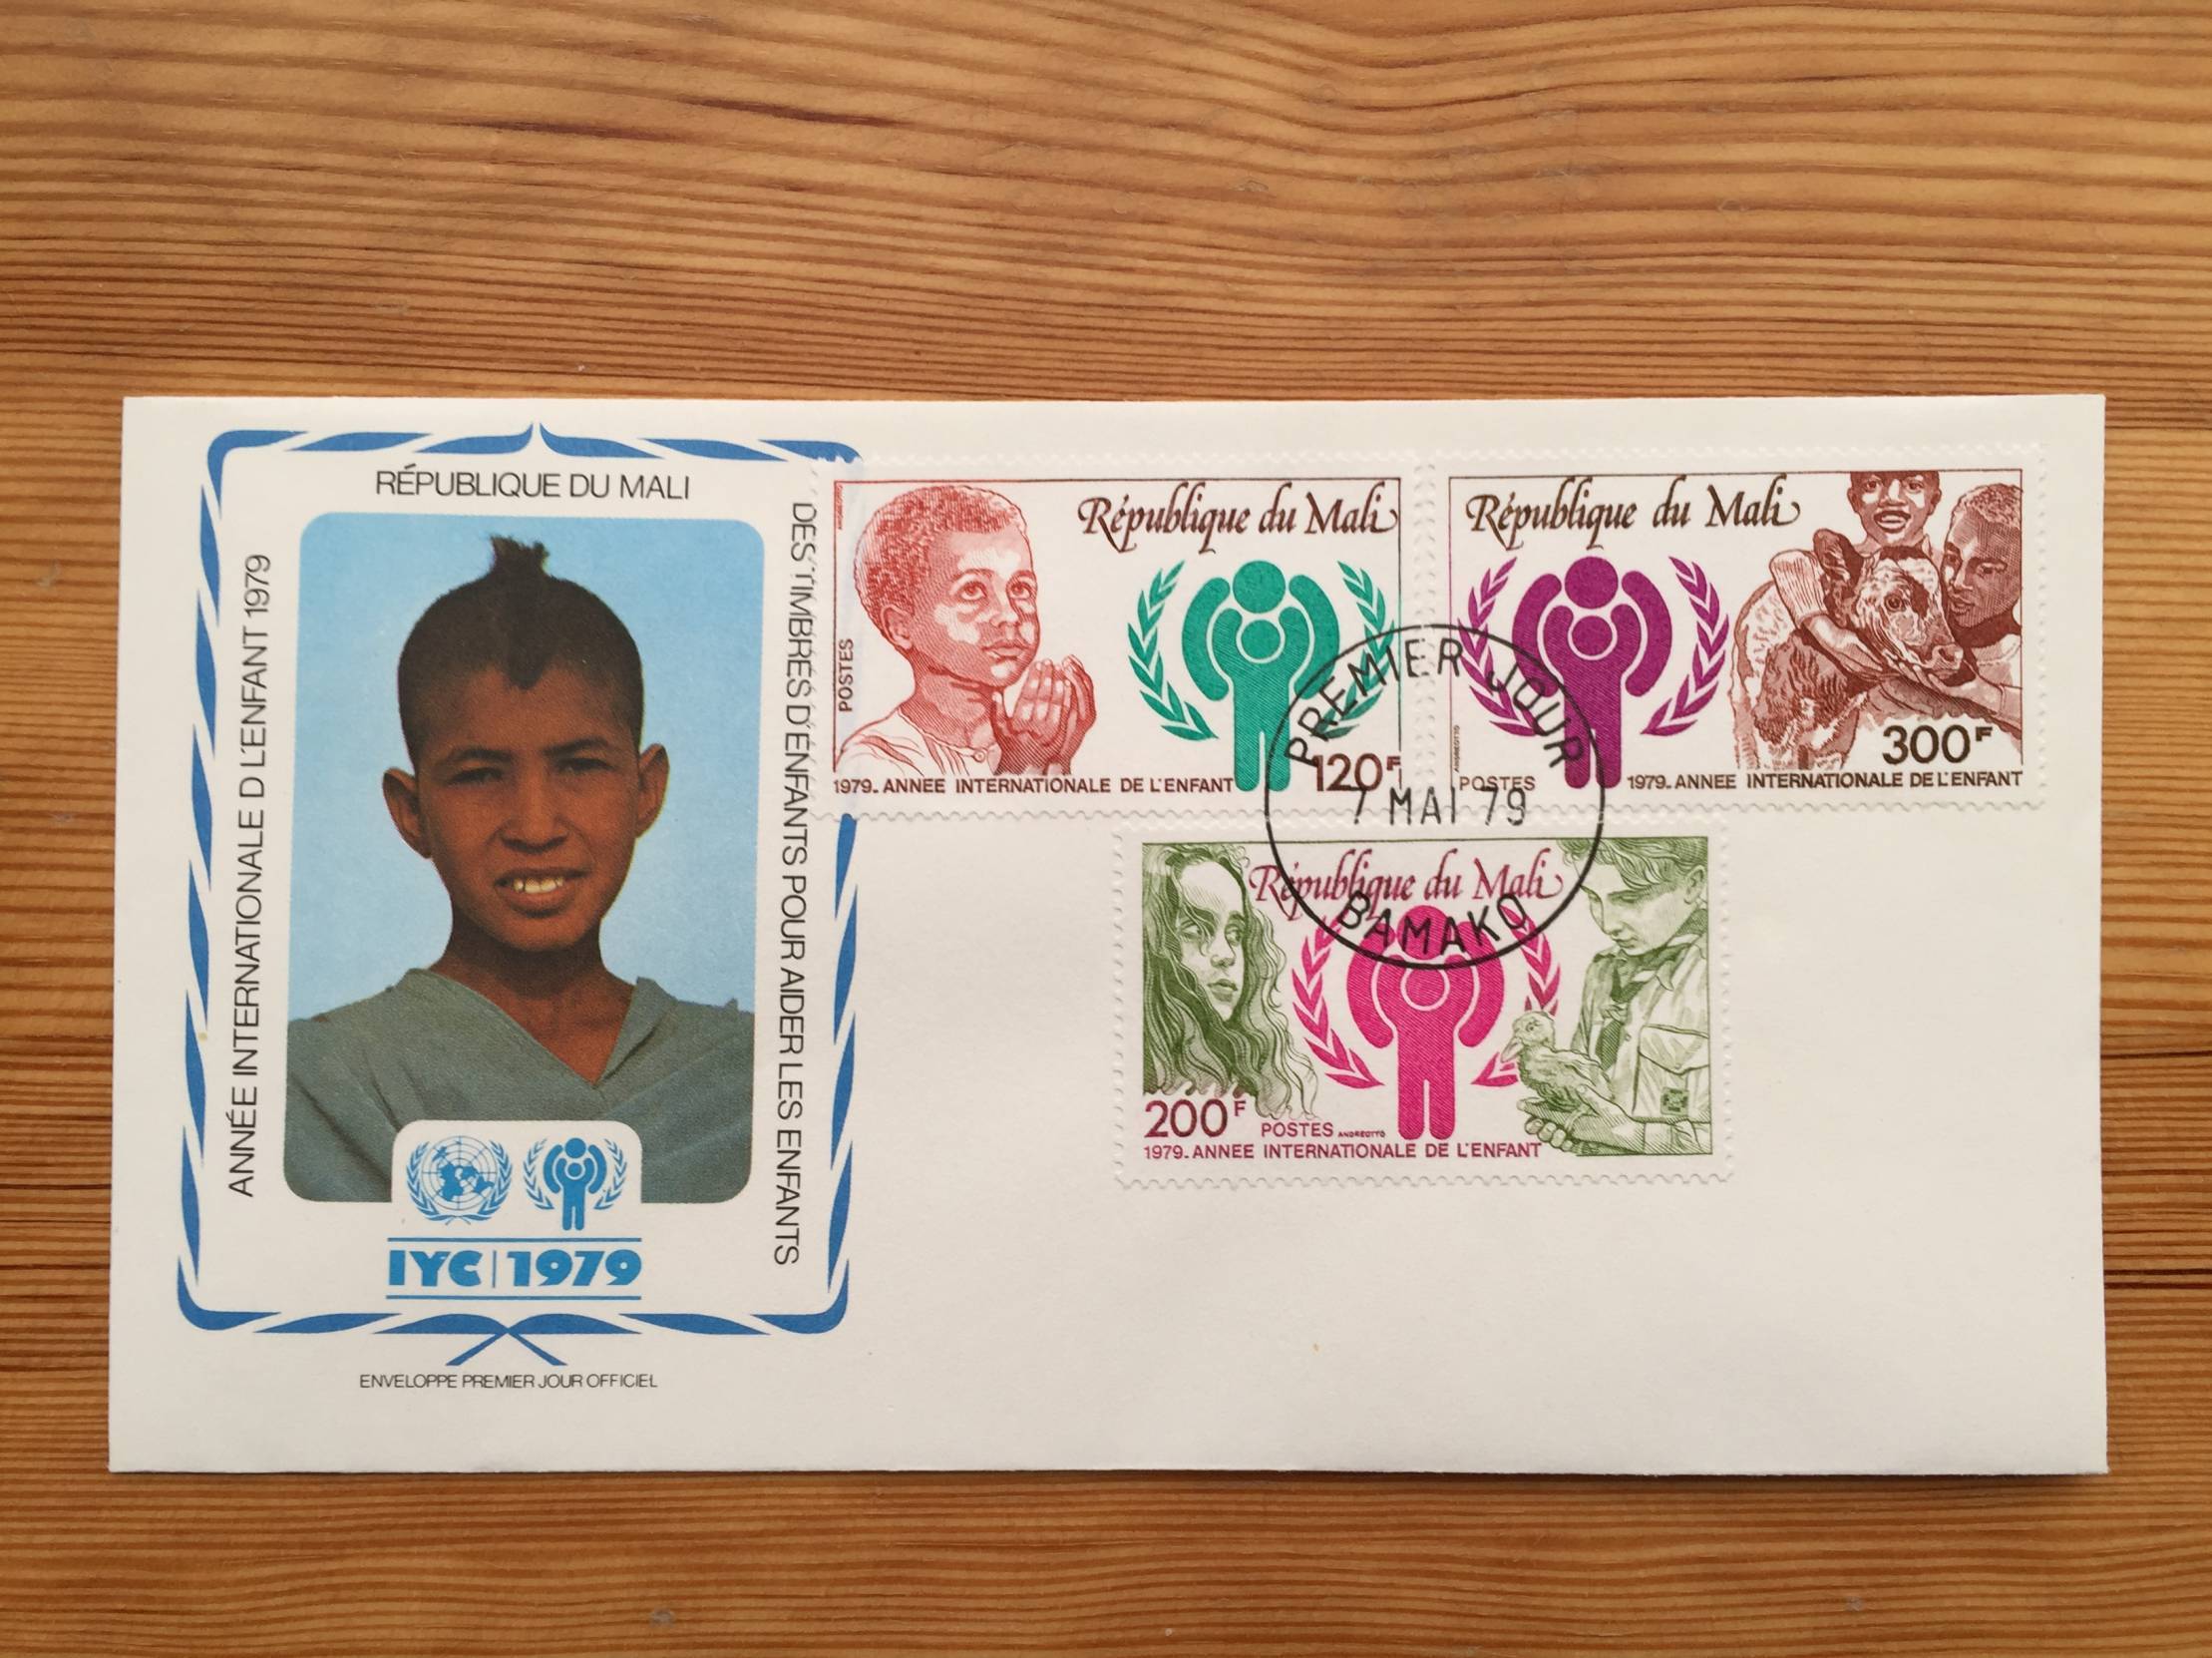 RÉPUBLIQUE DU MALI
ANNÉE INTERNATIONALE D L'ENFANT 1979
DES TIMBRES D'ENFANTS POUR AIDER LES ENFANTS
IYC | 1979
ENVELOPPE PREMIER JOUR OFFICIEL
République du Mali
POSTES
120F
1979. ANNEE INTERNATIONALE DE L'ENFANT
République du Mali
300F
POSTES
1979. ANNEE INTERNATIONALE DE L'ENFANT
PREMIER JOUR
7 MAI 79
BAMAKO
République du Mali
200F
POSTES ANDREOTTO
1979. ANNEE INTERNATIONALE DE L'ENFANT